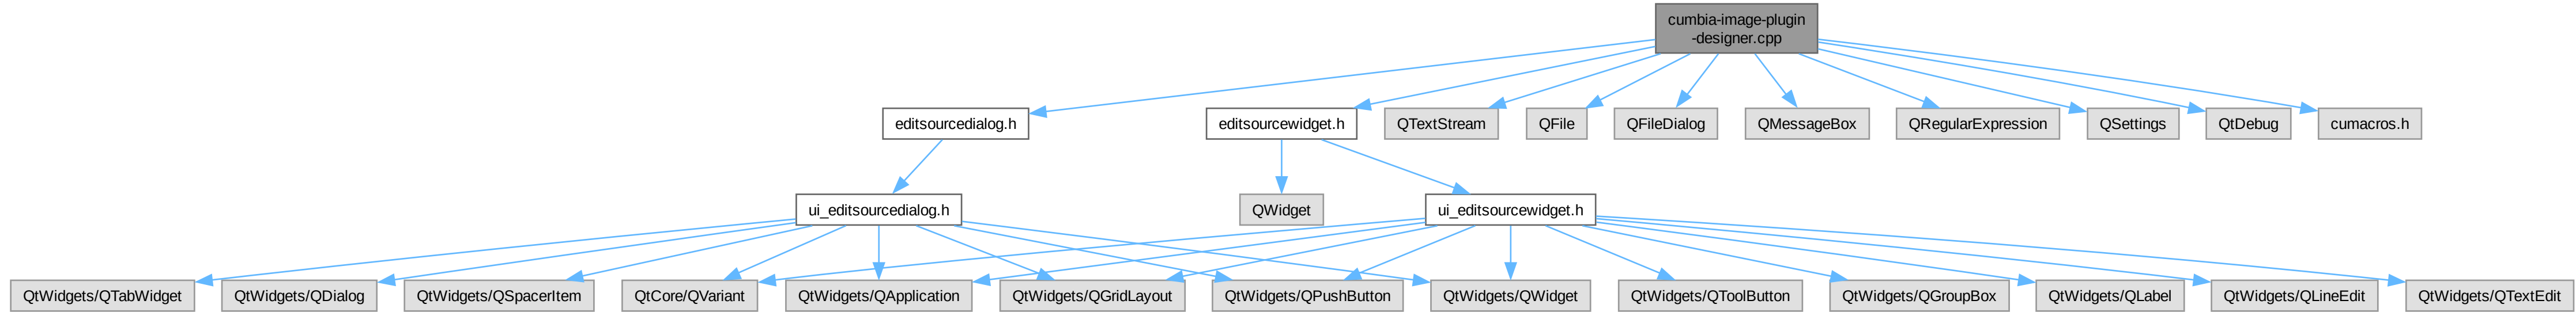 cumbia-image-plugin
-designer.cpp
editsourcedialog.h
editsourcewidget.h
QTextStream
QFile
QFileDialog
QMessageBox
QRegularExpression
QSettings
QtDebug
cumacros.h
ui_editsourcedialog.h
QWidget
ui_editsourcewidget.h
QtWidgets/QTabWidget
QtWidgets/QDialog
QtWidgets/QSpacerItem
QtCore/QVariant
QtWidgets/QApplication
QtWidgets/QGridLayout
QtWidgets/QPushButton
QtWidgets/QWidget
QtWidgets/QToolButton
QtWidgets/QGroupBox
QtWidgets/QLabel
QtWidgets/QLineEdit
QtWidgets/QTextEdit